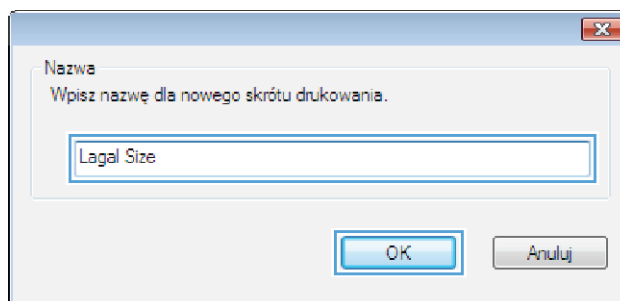 Nazwa
Wpisz nazwę dla nowego skrótu drukowania.
Lagal Size
OK
Anuluj